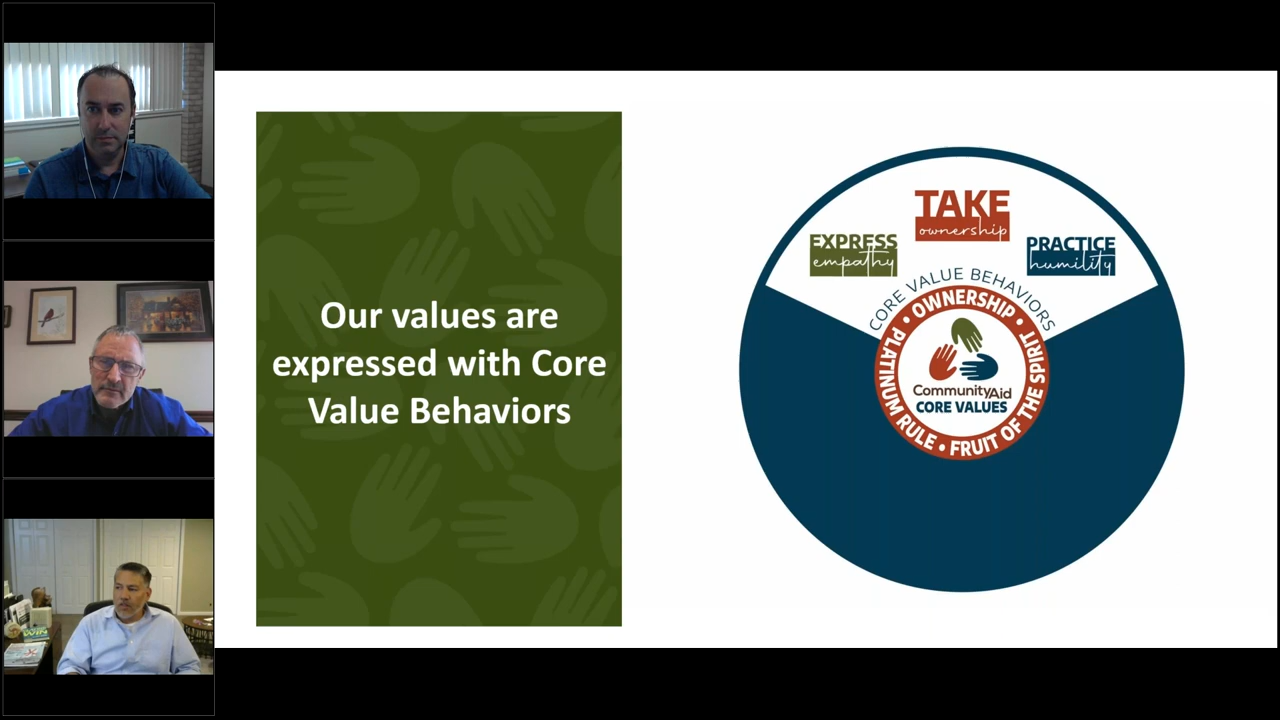 Our values are
expressed with Core
Value Behaviors
TAKE
ownership
EXPRESS
empathy
PRACTICE
humility
CORE VALUE BEHAVIORS
• OWNERSHIP •
PLATINUM RULE • FRUIT OF THE SPIRIT
CommunityAid
CORE VALUES
WIN